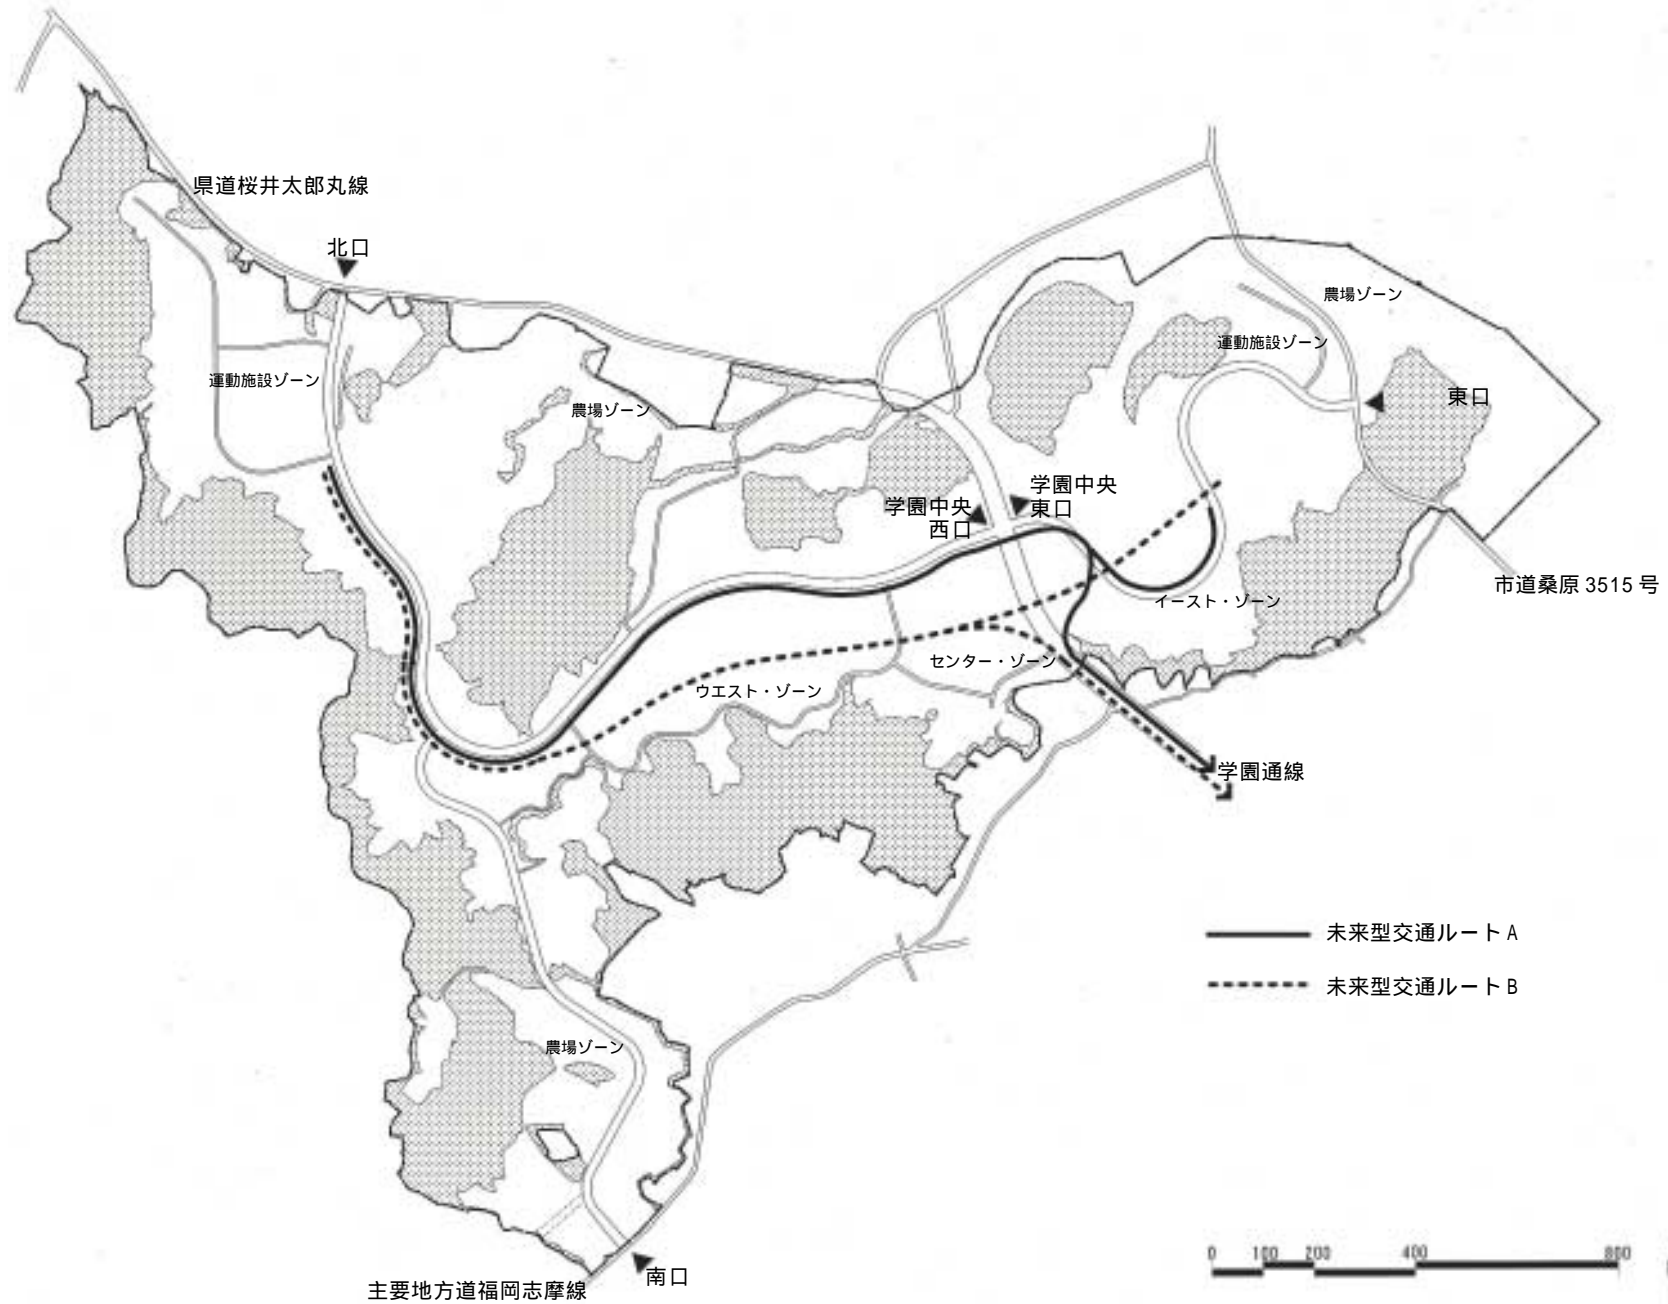 県道桜井太郎丸線
北口
農場ゾーン
運動施設ゾーン
運動施設ゾーン
東口
農場ゾーン
学園中央
東口
学園中央
西口
市道桑原3515号
イースト・ゾーン
センター・ゾーン
ウエスト・ゾーン
学園通線
未来型交通ルートA
未来型交通ルートB
農場ゾーン
0 100 200 400 800
南口
主要地方道福岡志摩線